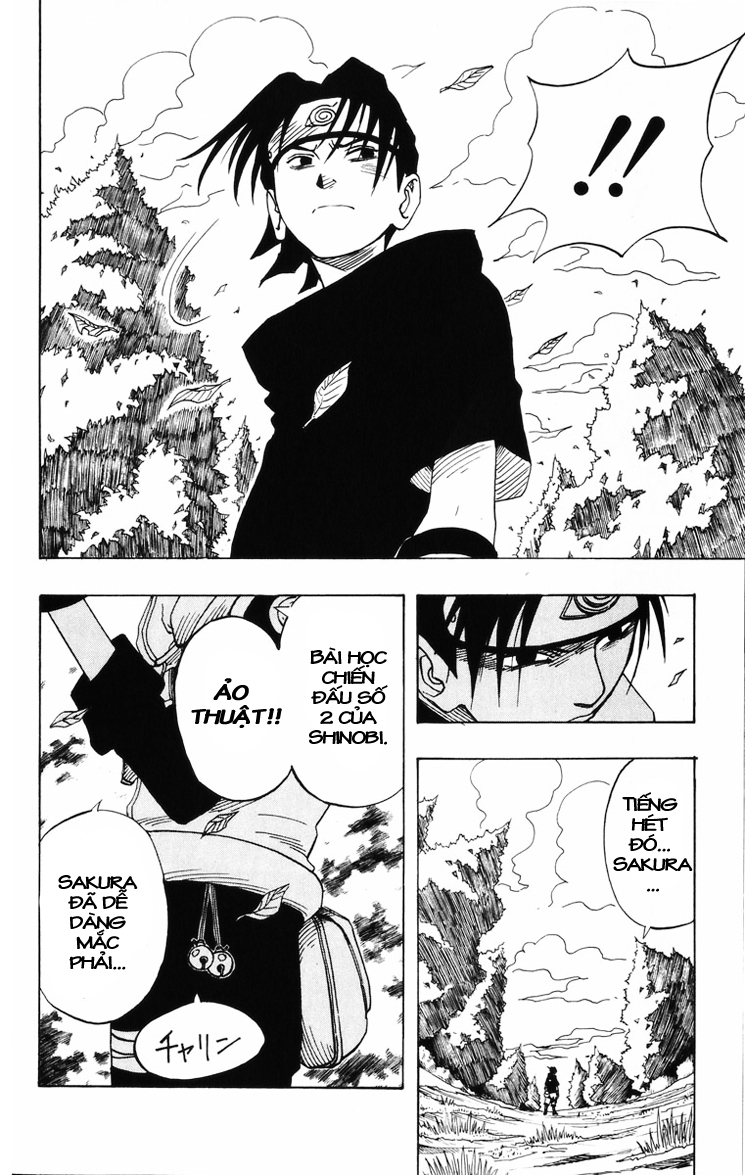 !!
TIẾNG
HÉT
ĐÓ...
SAKURA
...
BÀI HỌC
CHIẾN
ĐẤU SỐ
2 CỦA
SHINOBI.
ẢO
THUẬT!!
SAKURA
ĐÃ DỄ
DÀNG
MẮC
PHẢI...
チャリン